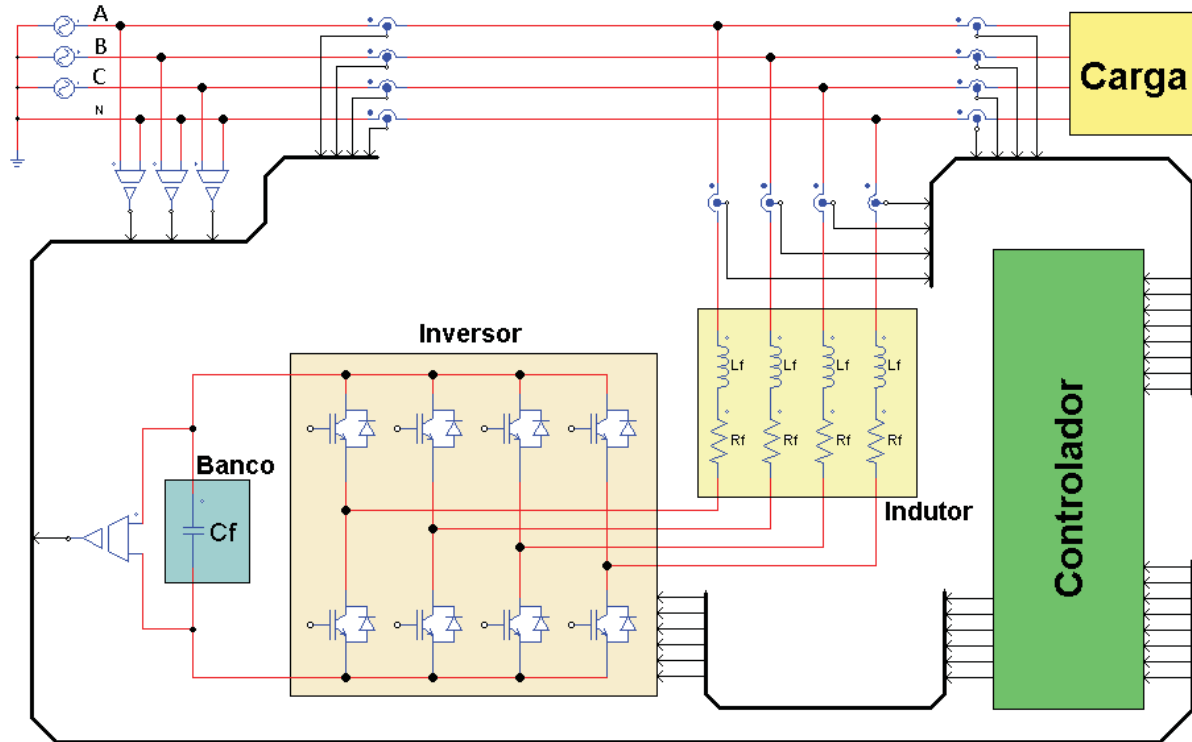 A
B
C
N
Carga
Inversor
Lf Lf Lf Lf
Rf Rf Rf Rf
Banco
Cf
Indutor
Controlador